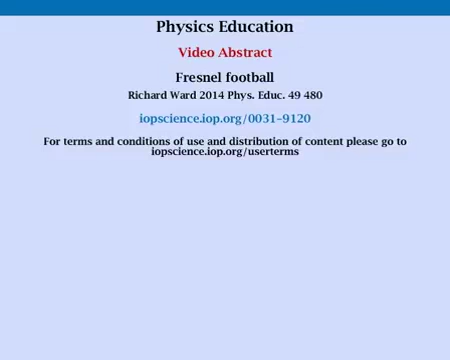 Physics Education
Video Abstract
Fresnel football
Richard Ward 2014 Phys. Educ. 49 480
iopscience.iop.org/0031-9120
For terms and conditions of use and distribution of content please go to
iopscience.iop.org/userterms